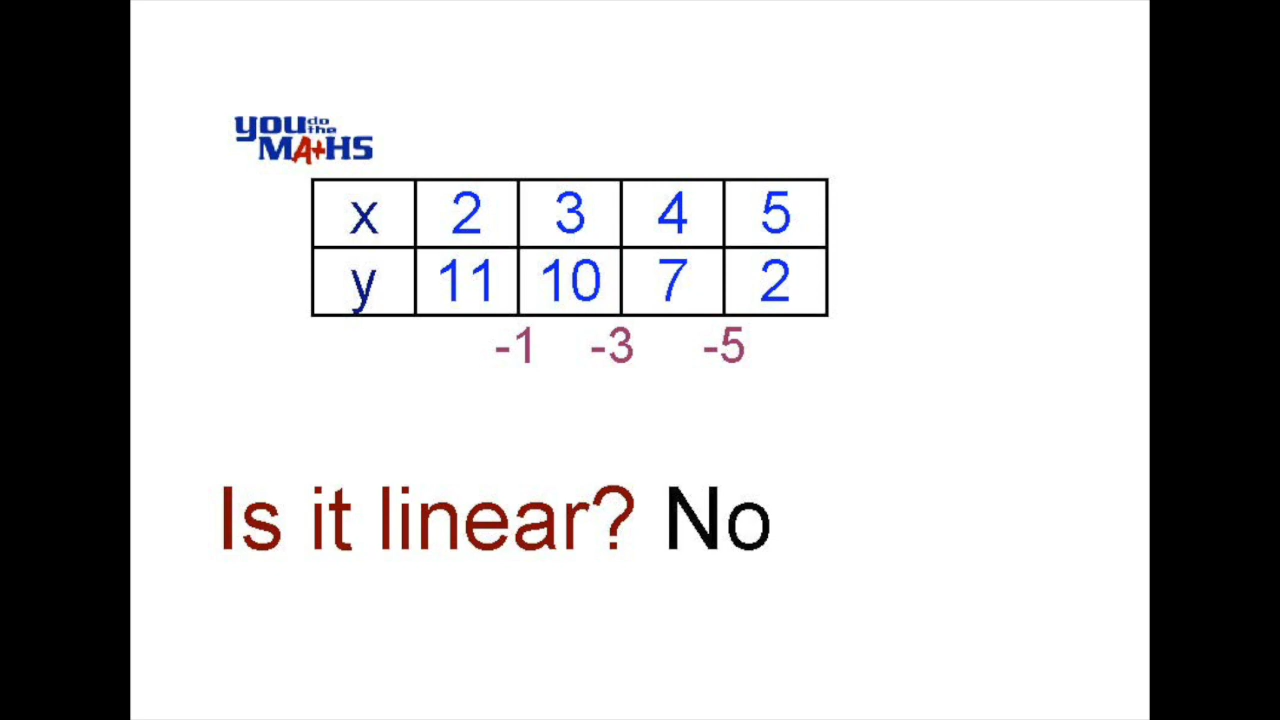 you do the
MATHS
x 2 3 4 5
y 11 10 7 2
-1 -3 -5
Is it linear? No